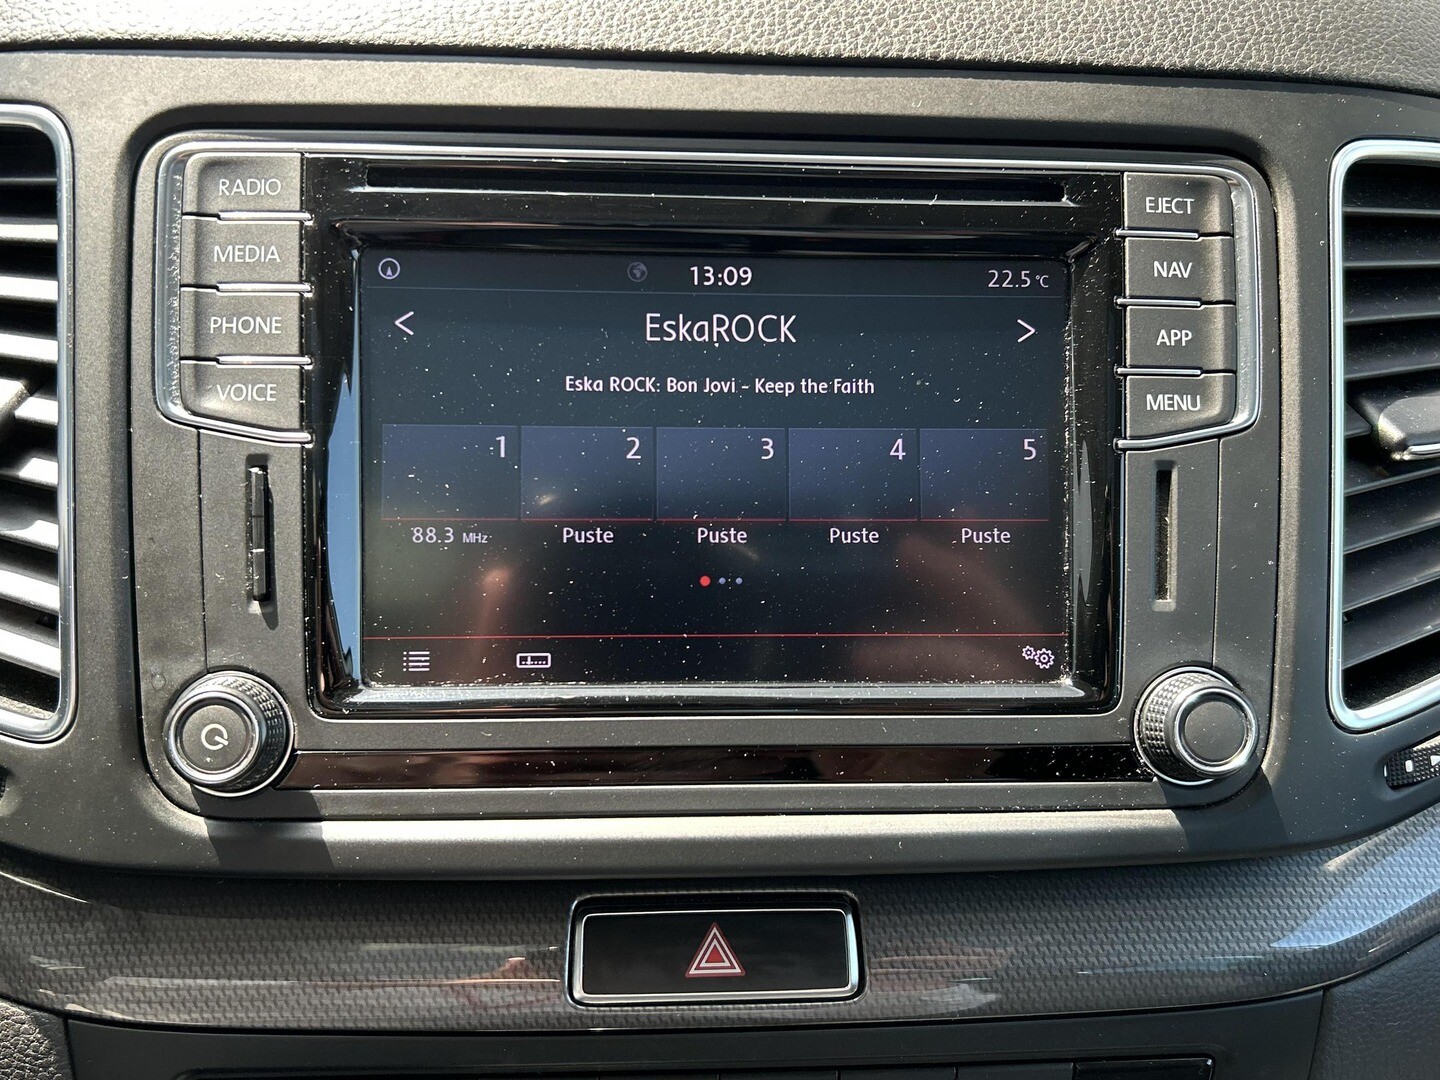 RADIO
MEDIA
PHONE
VOICE
EJECT
NAV
APP
MENU
13:09
22.5 °C
< EskaROCK >
Eska ROCK: Bon Jovi - Keep the Faith
1 2 3 4 5
88.3 MHz Puste Puste Puste Puste